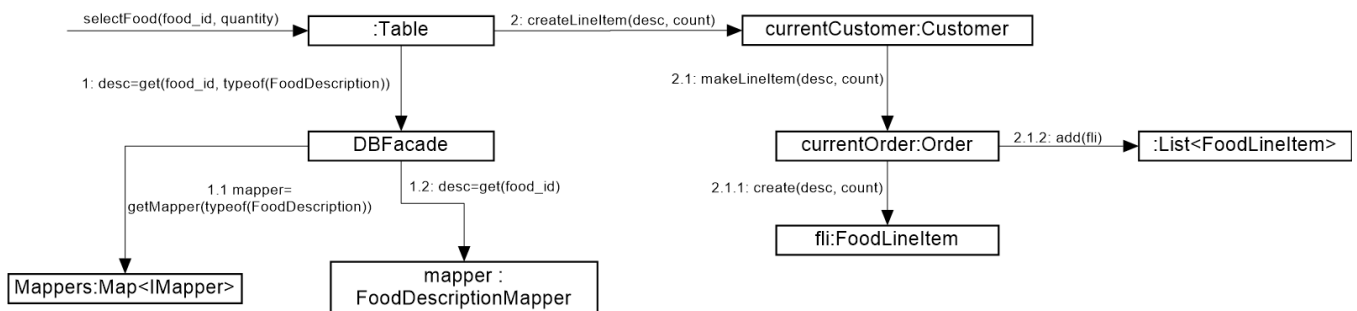 selectFood(food_id, quantity)
:Table
2: createLineItem(desc, count)
currentCustomer:Customer
1: desc=get(food_id, typeof(FoodDescription))
2.1: makeLineItem(desc, count)
DBFacade
currentOrder:Order
2.1.2: add(fli)
:List<FoodLineItem>
1.1 mapper=
getMapper(typeof(FoodDescription))
1.2: desc=get(food_id)
2.1.1: create(desc, count)
fli:FoodLineItem
Mappers:Map<IMapper>
mapper :
FoodDescriptionMapper